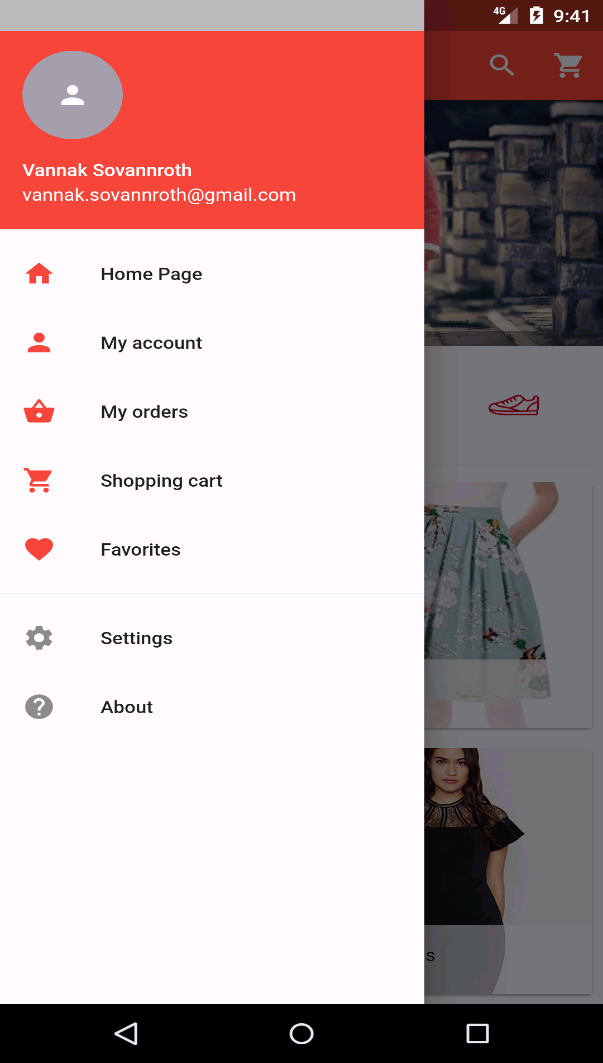 4G 9:41
Vannak Sovannroth
vannak.sovannroth@gmail.com
Home Page
My account
My orders
Shopping cart
Favorites
Settings
About
s